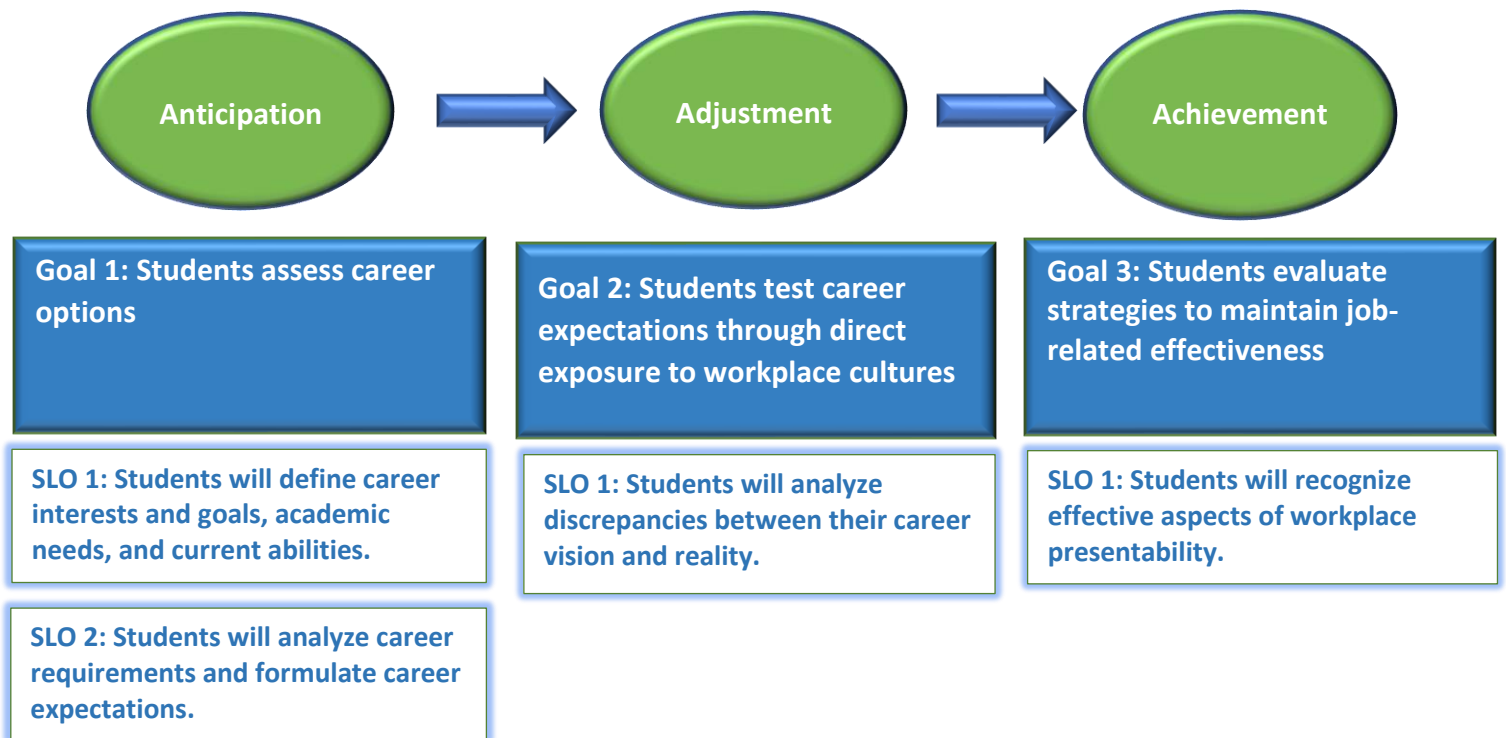 Anticipation
Adjustment
Achievement
Goal 1: Students assess career
options
Goal 2: Students test career
expectations through direct
exposure to workplace cultures
Goal 3: Students evaluate
strategies to maintain job-
related effectiveness
SLO 1: Students will define career
interests and goals, academic
needs, and current abilities.
SLO 1: Students will analyze
discrepancies between their career
vision and reality.
SLO 1: Students will recognize
effective aspects of workplace
presentability.
SLO 2: Students will analyze career
requirements and formulate career
expectations.